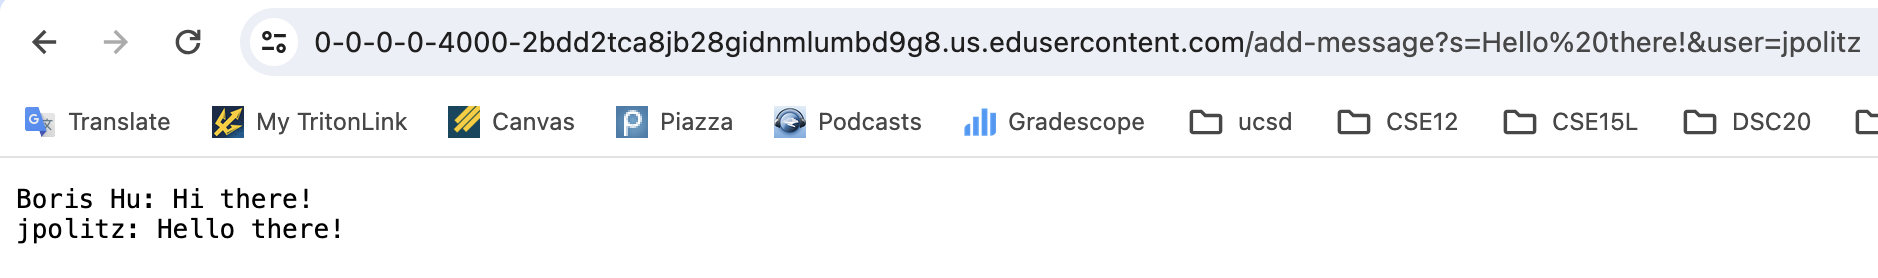 0-0-0-0-4000-2bdd2tca8jb28gidnmlumbd9g8.us.edusercontent.com/add-message?s=Hello%20there!&user=jpolitz
Translate My TritonLink Canvas Piazza Podcasts Gradescope ucsd CSE12 CSE15L DSC20
Boris Hu: Hi there!
jpolitz: Hello there!